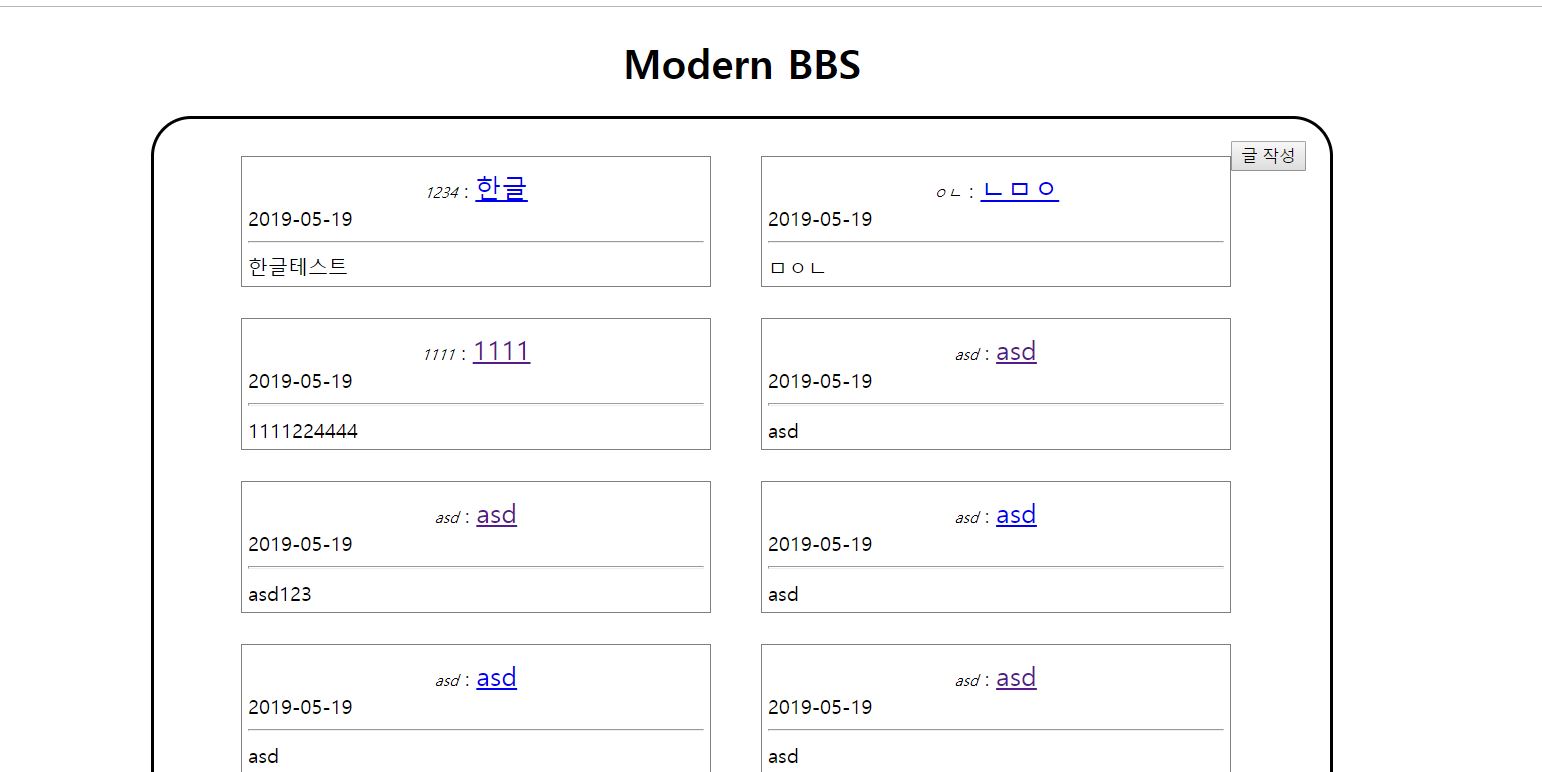 Modern BBS
글 작성
1234 : 한글
2019-05-19
한글테스트
ㅇㄴ : ㄴㅁㅇ
2019-05-19
ㅁㅇㄴ
1111 : 1111
2019-05-19
1111224444
asd : asd
2019-05-19
asd
asd : asd
2019-05-19
asd123
asd : asd
2019-05-19
asd
asd : asd
2019-05-19
asd
asd : asd
2019-05-19
asd